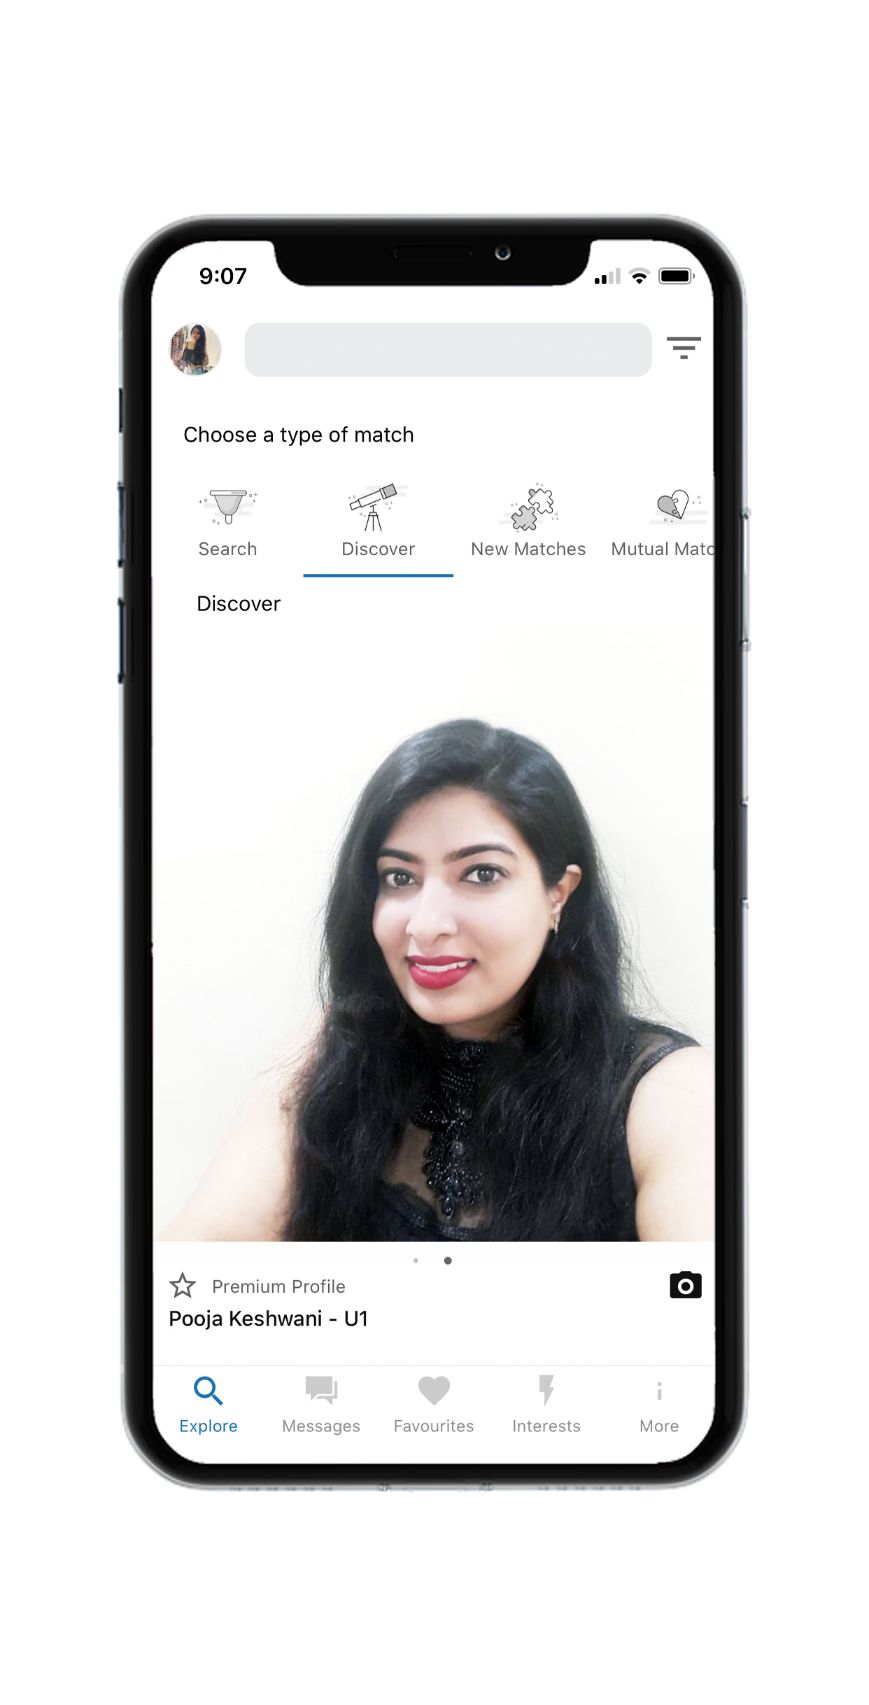 9:07
Choose a type of match
Search
Discover
New Matches
Mutual Matc
Discover
Premium Profile
Pooja Keshwani - U1
Explore
Messages
Favourites
Interests
More